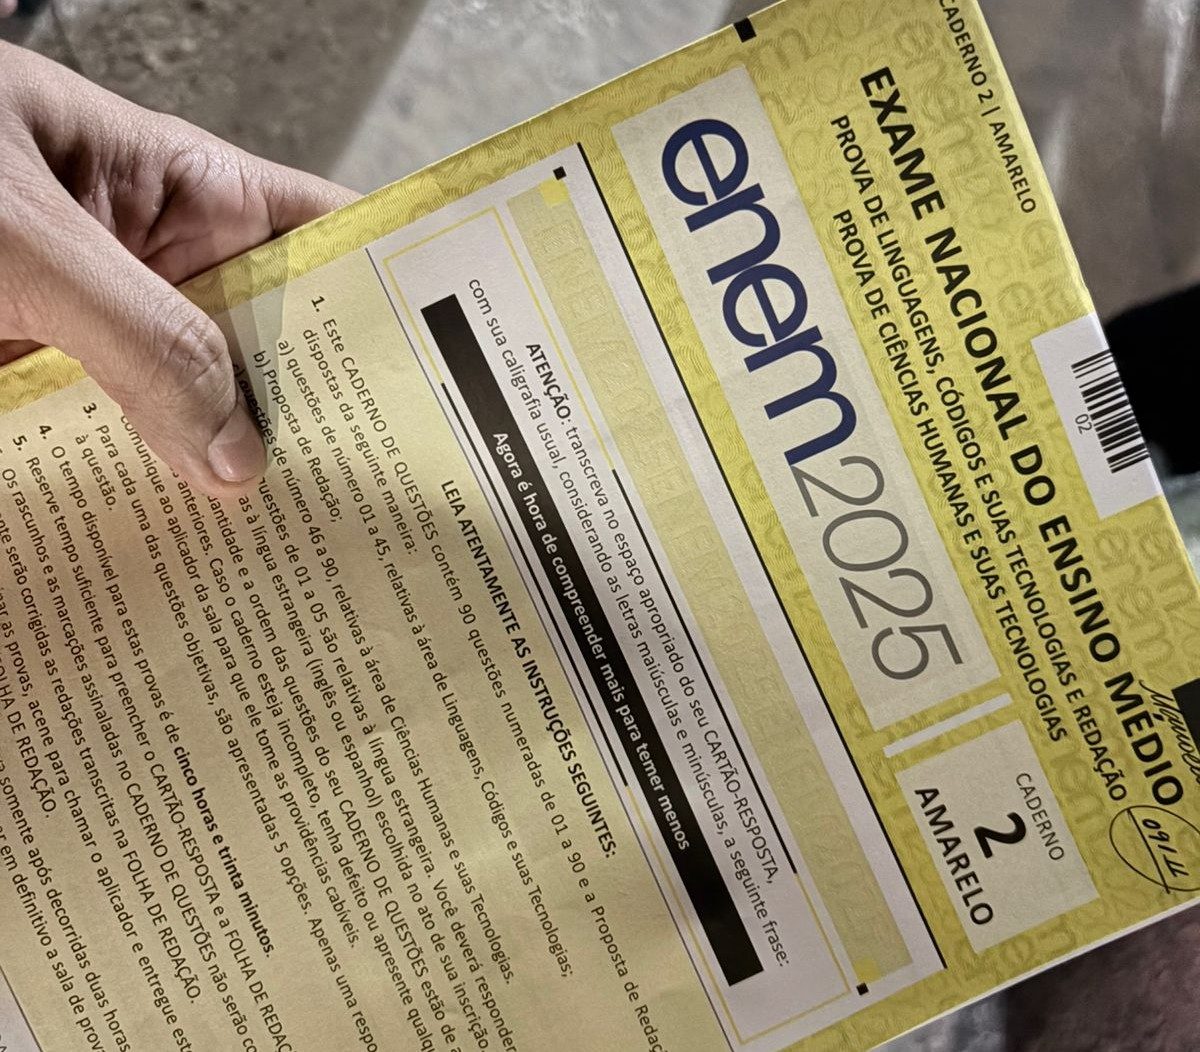 CADERNO 2 | AMARELO
EXAME NACIONAL DO ENSINO MÉDIO
PROVA DE LINGUAGENS, CÓDIGOS E SUAS TECNOLOGIAS E REDAÇÃO
PROVA DE CIÊNCIAS HUMANAS E SUAS TECNOLOGIAS
02
09/11
enem2025
CADERNO
2
AMARELO
ATENÇÃO: transcreva no espaço apropriado do seu CARTÃO-RESPOSTA,
com sua caligrafia usual, considerando as letras maiúsculas e minúsculas, a seguinte frase:
Agora é hora de compreender mais para temer menos
LEIA ATENTAMENTE AS INSTRUÇÕES SEGUINTES:
1. Este CADERNO DE QUESTÕES contém 90 questões numeradas de 01 a 90 e a Proposta de
dispostas da seguinte maneira:
a) questões de número 01 a 45, relativas à área de Linguagens, Códigos e suas Tecnologias;
b) Proposta de Redação;
questões de número 46 a 90, relativas à área de Ciências Humanas e suas Tecnologias.
questões de 01 a 05 são relativas à língua estrangeira. Você deverá responder
à língua estrangeira (inglês ou espanhol) escolhida no ato de sua inscrição.
e a ordem das questões do seu CADERNO DE QUESTÕES estão de
anteriores. Caso o caderno esteja incompleto, tenha defeito ou apresente
comunique ao aplicador da sala para que ele tome as providências cabíveis.
3. Para cada uma das questões objetivas, são apresentadas 5 opções. Apenas uma
à questão.
4. O tempo disponível para estas provas é de cinco horas e trinta minutos.
5. Reserve tempo suficiente para preencher o CARTÃO-RESPOSTA e a FOLHA DE
Os rascunhos e as marcações assinaladas no CADERNO DE QUESTÕES não serão
serão corrigidas as redações transcritas na FOLHA DE REDAÇÃO.
as provas, acene para chamar o aplicador e entregue
FOLHA DE REDAÇÃO.
somente após decorridas duas horas
em definitivo a sala de